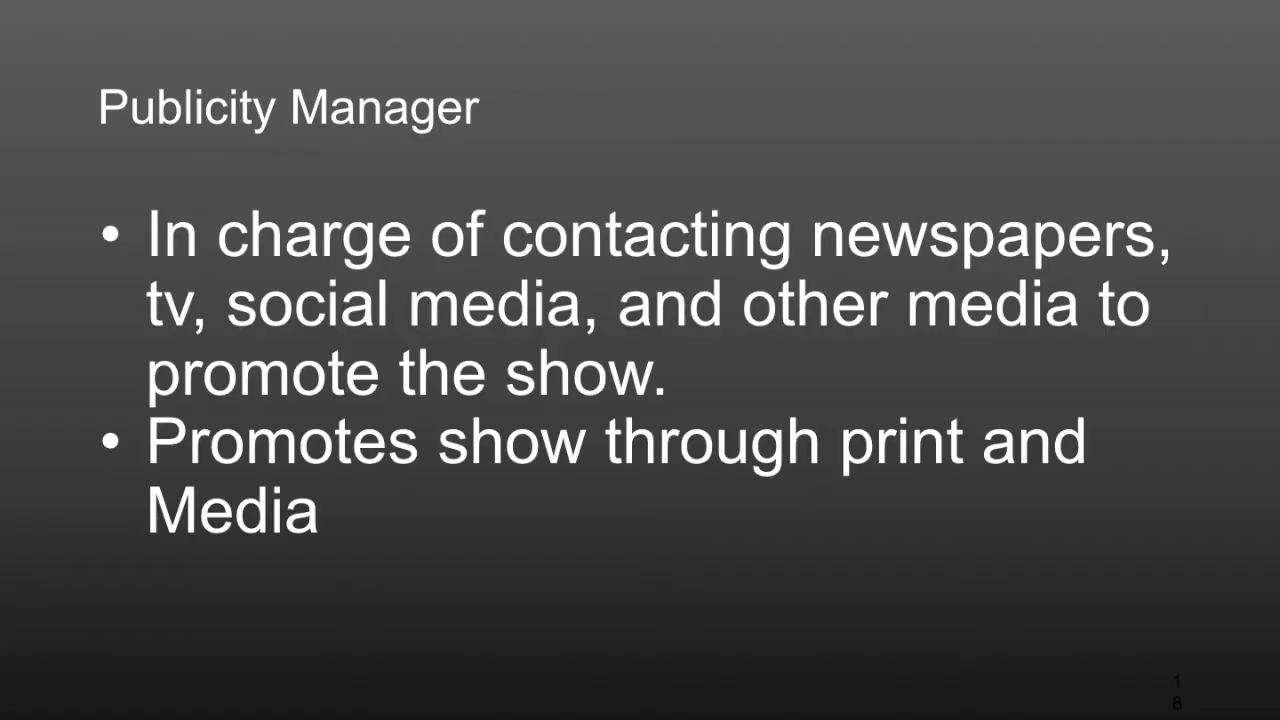 Publicity Manager
• In charge of contacting newspapers,
tv, social media, and other media to
promote the show.
• Promotes show through print and
Media
1
8